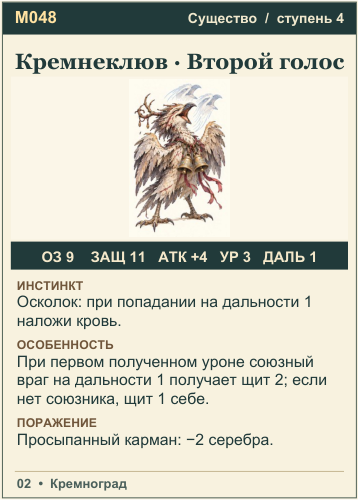 M048
Существо / ступень 4
Кремнеклюв · Второй голос
ОЗ 9 ЗАЩ 11 АТК +4 УР 3 ДАЛЬ 1
ИНСТИНКТ
Осколок: при попадании на дальности 1
наложи кровь.
ОСОБЕННОСТЬ
При первом полученном уроне союзный
враг на дальности 1 получает щит 2; если
нет союзника, щит 1 себе.
ПОРАЖЕНИЕ
Просыпанный карман: −2 серебра.
02 • Кремноград